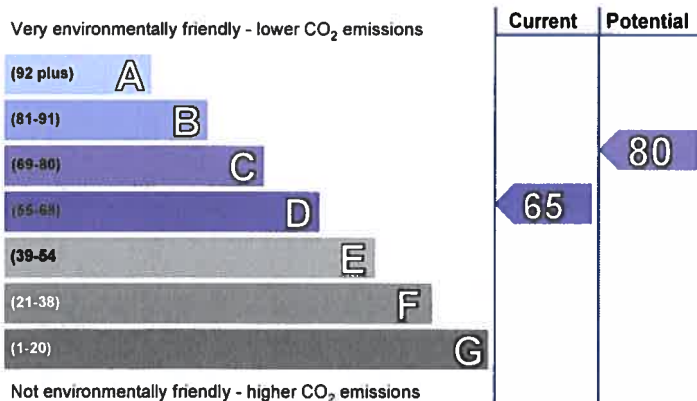 Current Potential
Very environmentally friendly - lower CO₂ emissions
(92 plus) A
(81-91) B
(69-80) C
80
(55-68) D
65
(39-54 E
(21-38) F
(1-20) G
Not environmentally friendly - higher CO₂ emissions